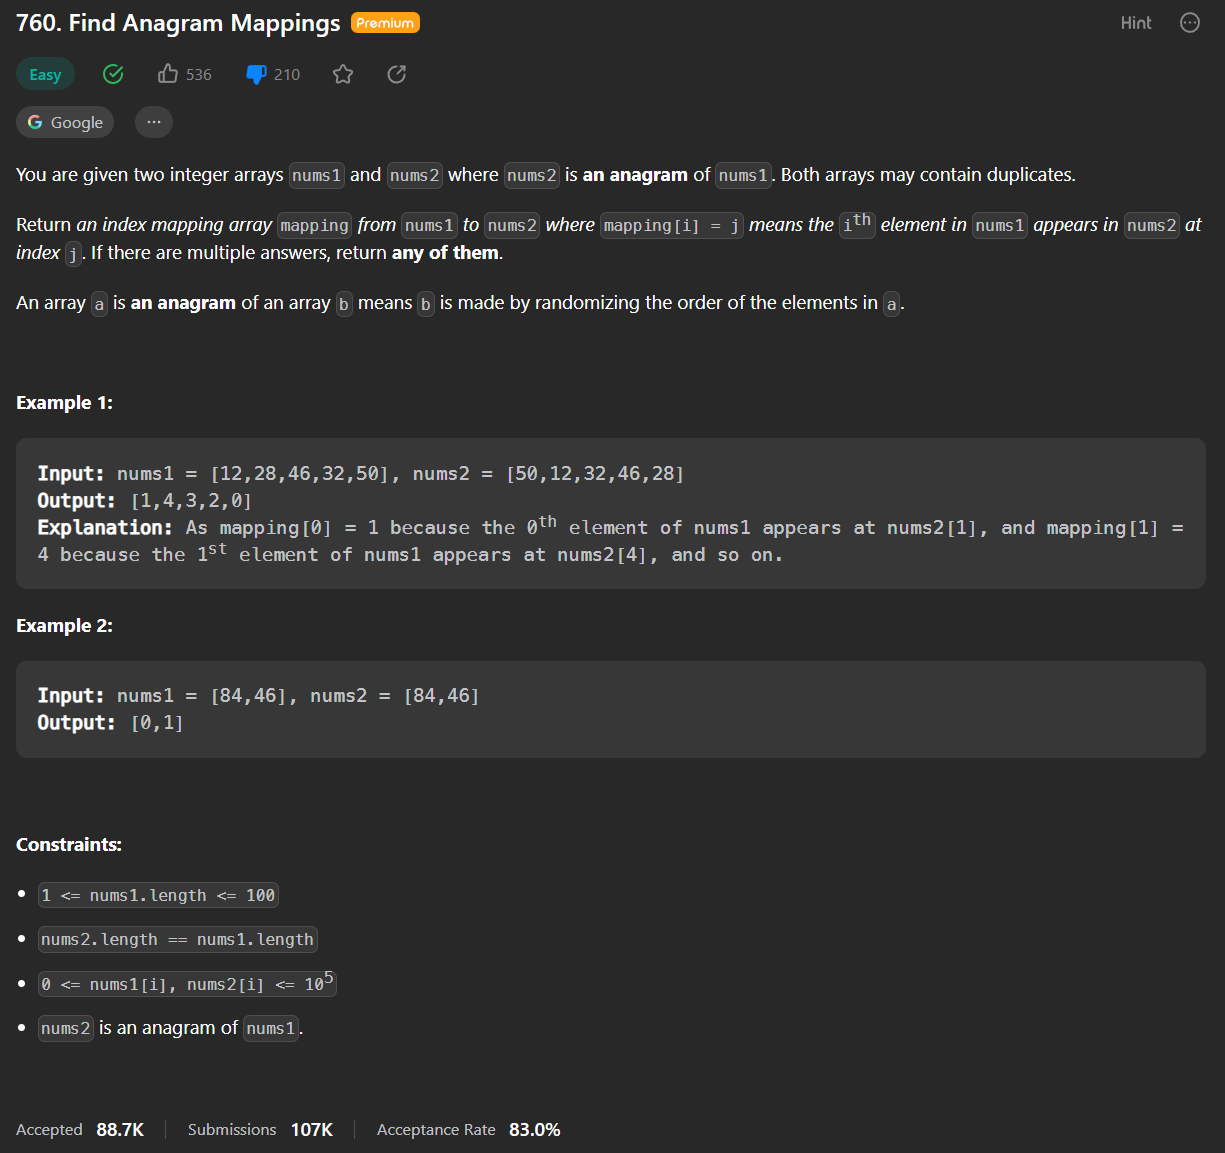 760. Find Anagram Mappings Premium Hint
Easy 536 210
Google ...
You are given two integer arrays nums1 and nums2 where nums2 is an anagram of nums1. Both arrays may contain duplicates.
Return an index mapping array mapping from nums1 to nums2 where mapping[i] = j means the ith element in nums1 appears in nums2 at
index j. If there are multiple answers, return any of them.
An array a is an anagram of an array b means b is made by randomizing the order of the elements in a.
Example 1:
Input: nums1 = [12,28,46,32,50], nums2 = [50,12,32,46,28]
Output: [1,4,3,2,0]
Explanation: As mapping[0] = 1 because the 0th element of nums1 appears at nums2[1], and mapping[1] =
4 because the 1st element of nums1 appears at nums2[4], and so on.
Example 2:
Input: nums1 = [84,46], nums2 = [84,46]
Output: [0,1]
Constraints:
• 1 <= nums1.length <= 100
• nums2.length == nums1.length
• 0 <= nums1[i], nums2[i] <= 10^5
• nums2 is an anagram of nums1.
Accepted 88.7K Submissions 107K Acceptance Rate 83.0%